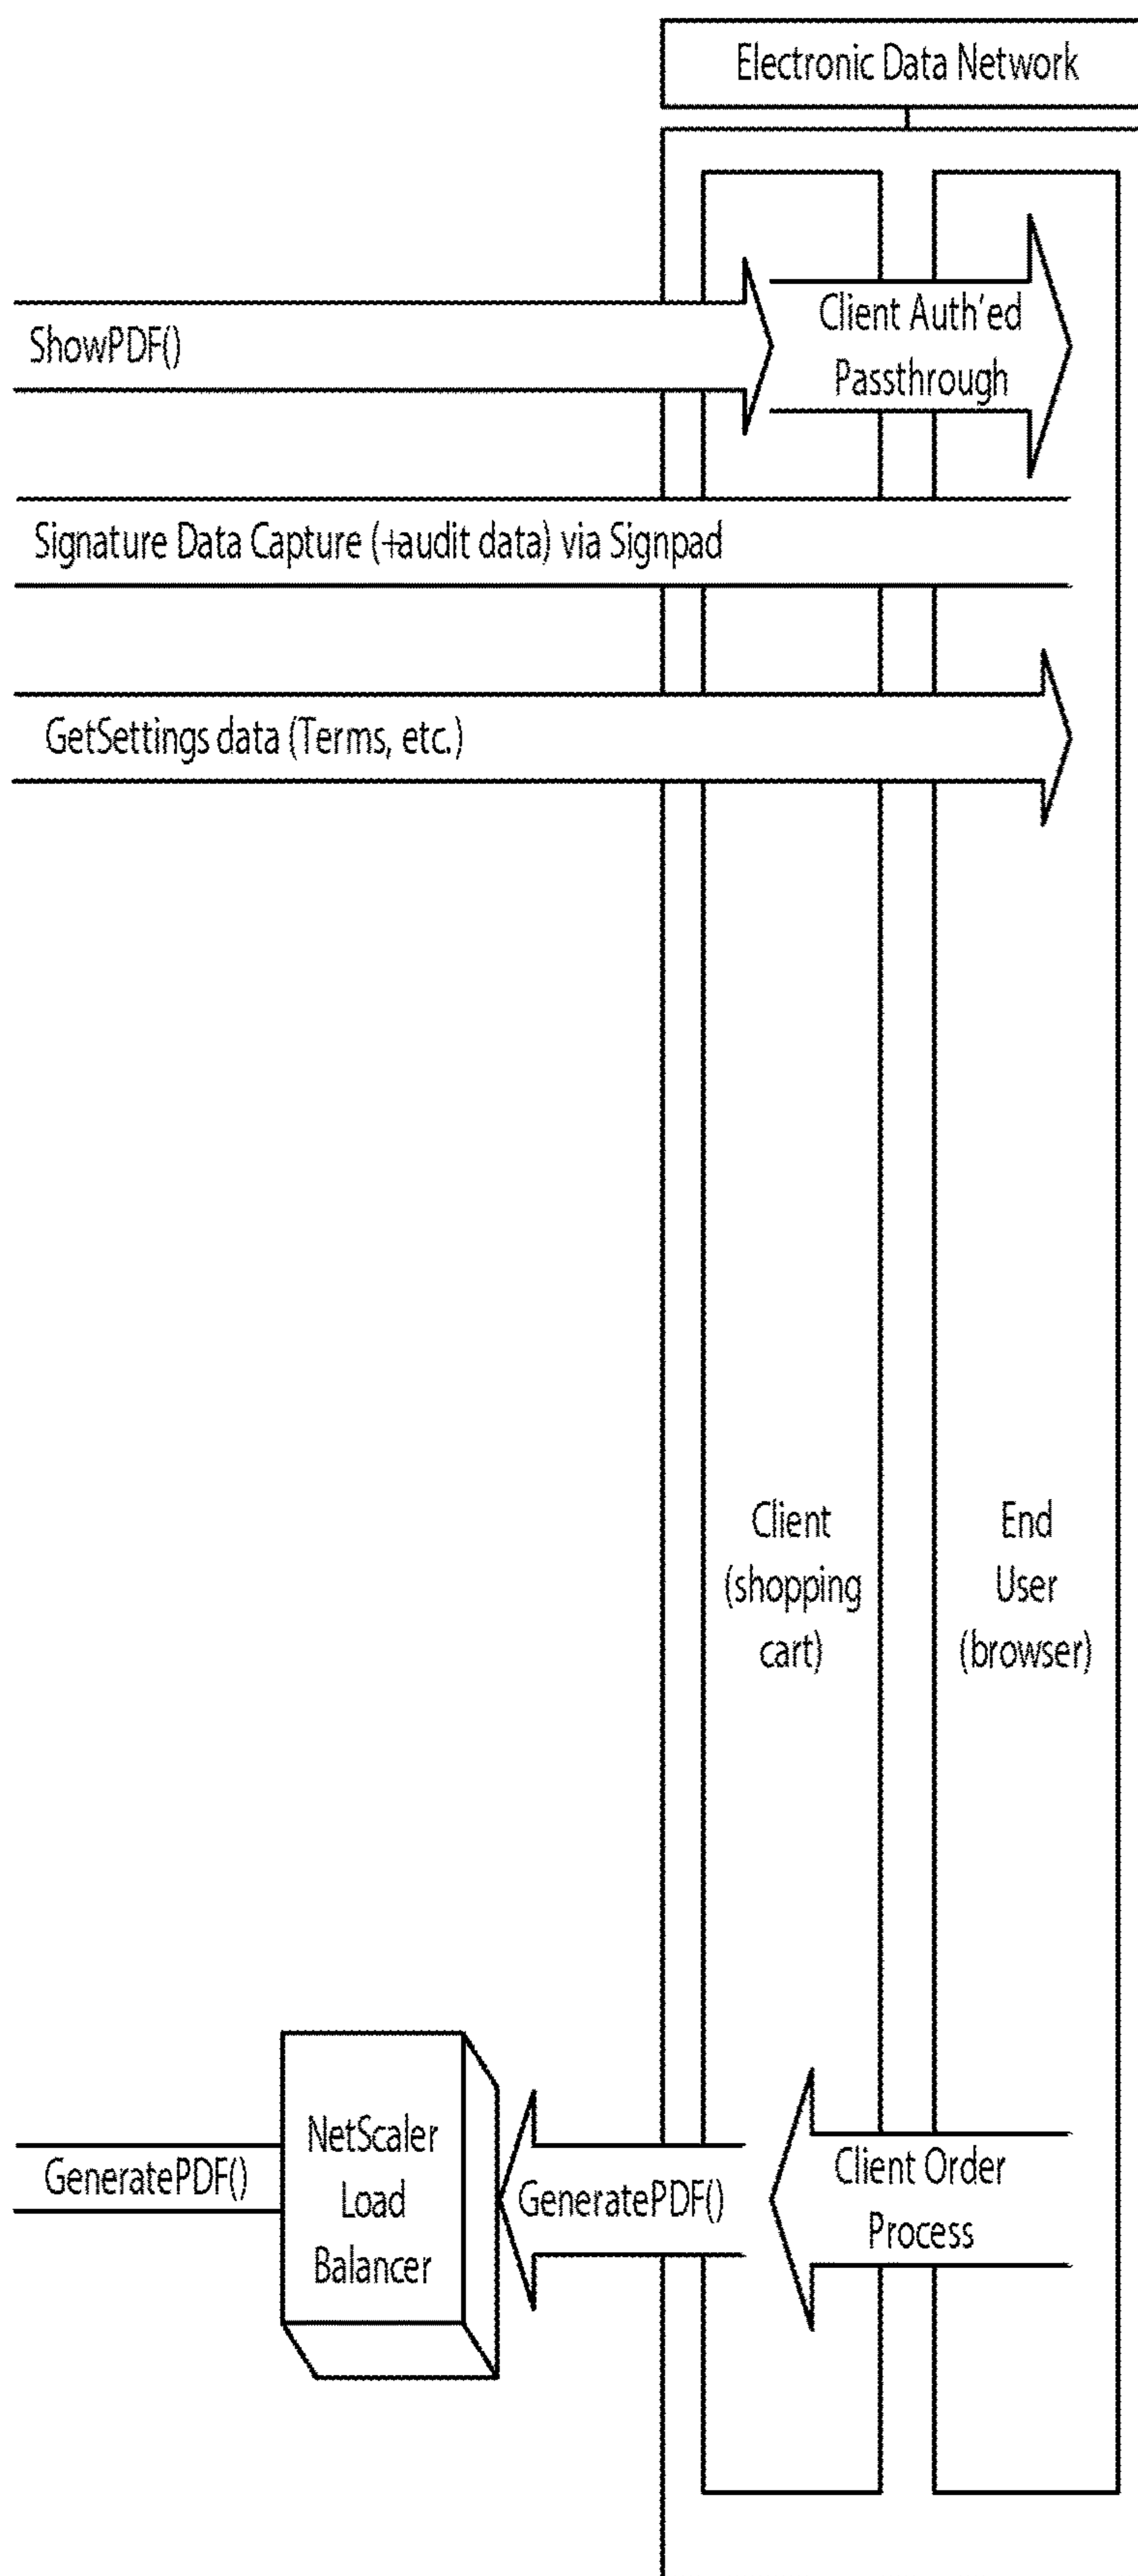 Electronic Data Network
ShowPDF()
Client Auth'ed
Passthrough
Signature Data Capture (+audit data) via Signpad
GetSettings data (Terms, etc.)
Client
(shopping
cart)
End
User
(browser)
GeneratePDF()
NetScaler
Load
Balancer
GeneratePDF()
Client Order
Process